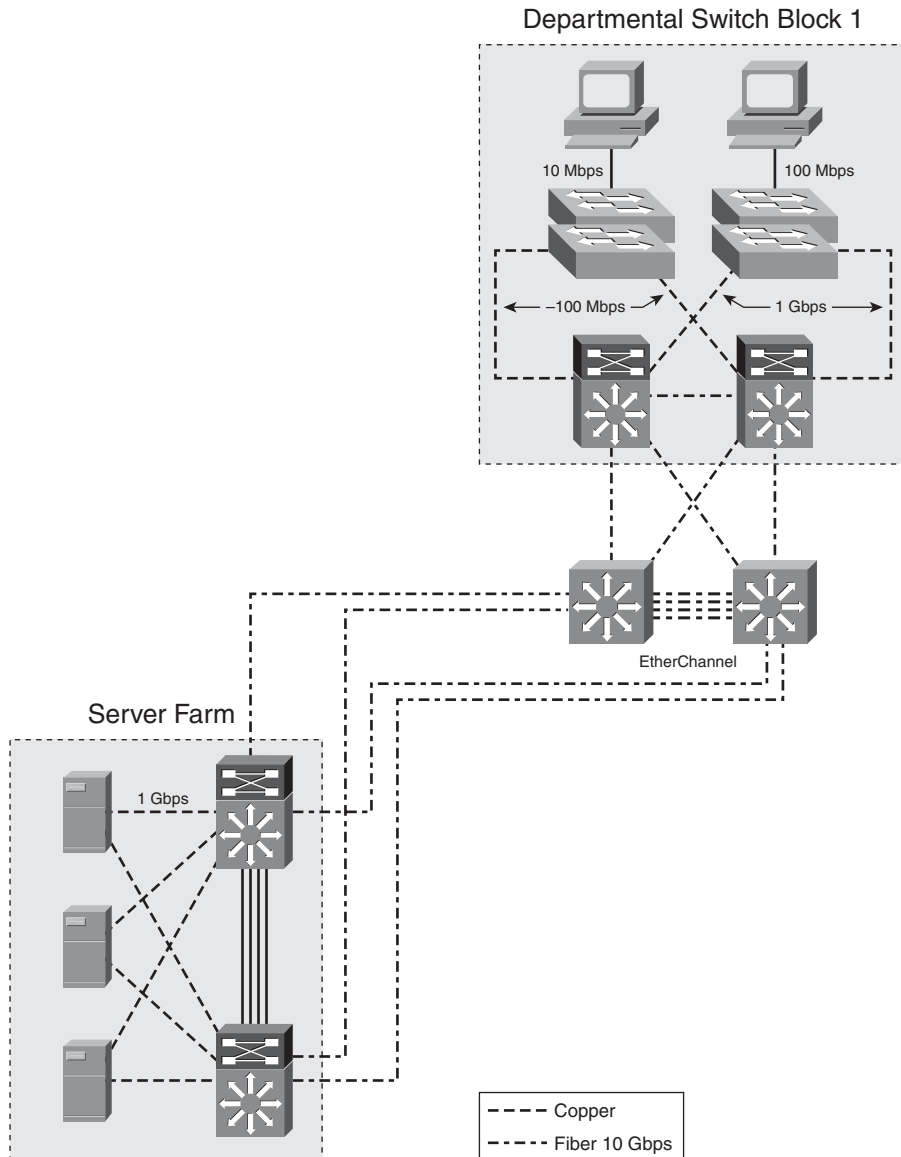 Departmental Switch Block 1
10 Mbps
100 Mbps
–100 Mbps
1 Gbps
EtherChannel
Server Farm
1 Gbps
Copper
Fiber 10 Gbps